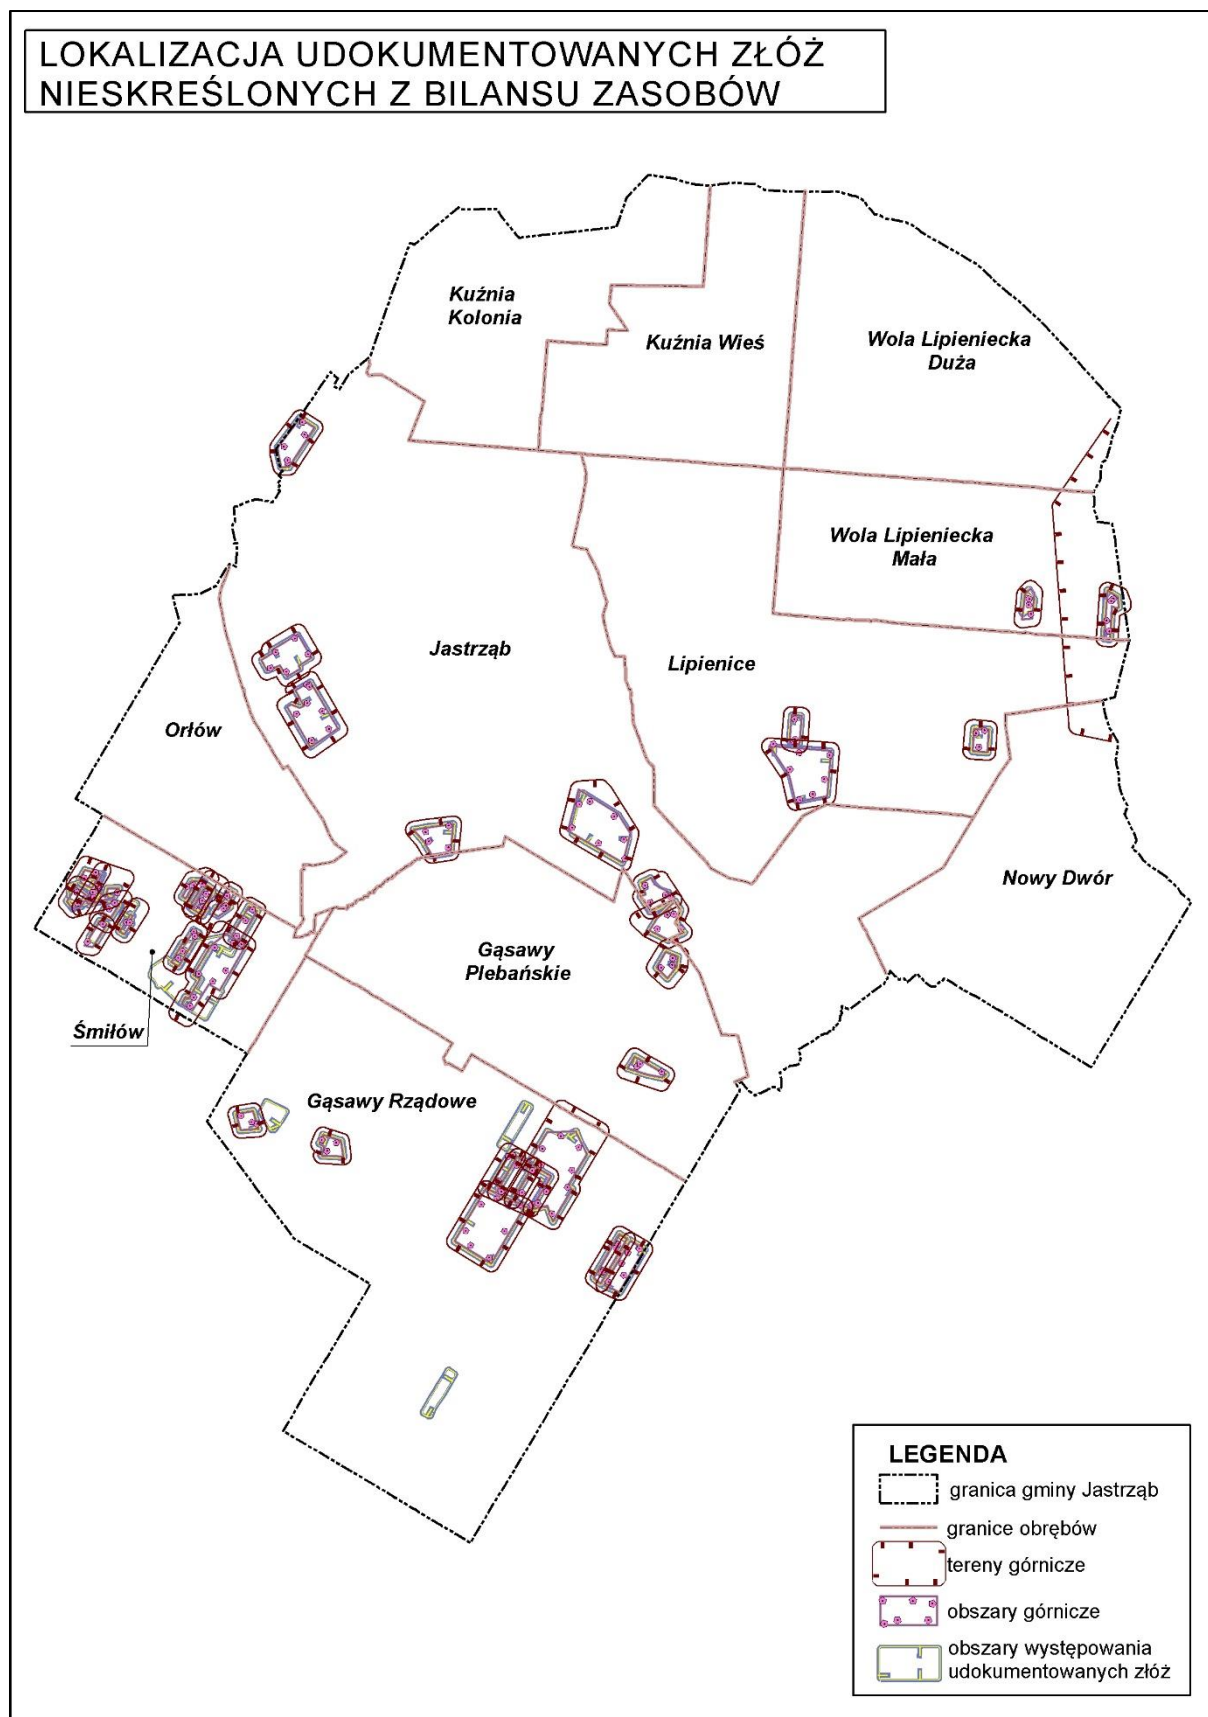 LOKALIZACJA UDOKUMENTOWANYCH ZŁÓŻ
NIESKREŚLONYCH Z BILANSU ZASOBÓW
Kuźnia
Kolonia
Kuźnia Wieś
Wola Lipieniecka
Duża
Wola Lipieniecka
Mała
Jastrząb
Lipienice
Orłów
Nowy Dwór
Gąsawy
Plebańskie
Śmiłów
Gąsawy Rządowe
LEGENDA
granica gminy Jastrząb
granice obrębów
tereny górnicze
obszary górnicze
obszary występowania
udokumentowanych złóż